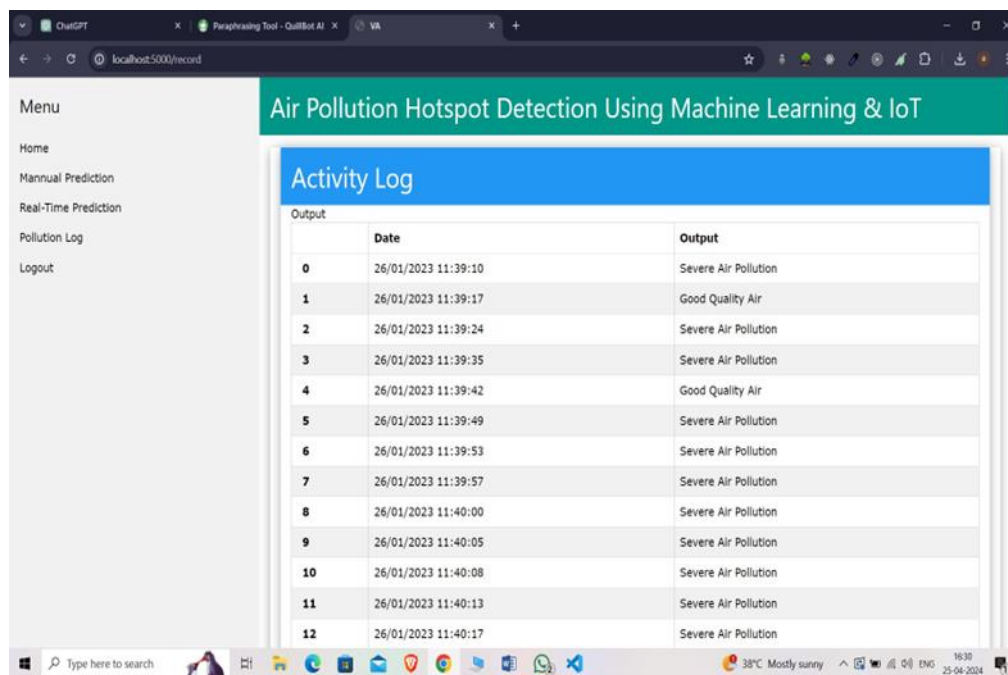 ChatGPT
Paraphrasing Tool - QuillBot AI
VA
localhost:5000/record
Menu
Home
Mannual Prediction
Real-Time Prediction
Pollution Log
Logout
Air Pollution Hotspot Detection Using Machine Learning & IoT
Activity Log
Output
Date Output
0 26/01/2023 11:39:10 Severe Air Pollution
1 26/01/2023 11:39:17 Good Quality Air
2 26/01/2023 11:39:24 Severe Air Pollution
3 26/01/2023 11:39:35 Severe Air Pollution
4 26/01/2023 11:39:42 Good Quality Air
5 26/01/2023 11:39:49 Severe Air Pollution
6 26/01/2023 11:39:53 Severe Air Pollution
7 26/01/2023 11:39:57 Severe Air Pollution
8 26/01/2023 11:40:00 Severe Air Pollution
9 26/01/2023 11:40:05 Severe Air Pollution
10 26/01/2023 11:40:08 Severe Air Pollution
11 26/01/2023 11:40:13 Severe Air Pollution
12 26/01/2023 11:40:17 Severe Air Pollution
Type here to search
38°C Mostly sunny
ENG
16:30
25-04-2024